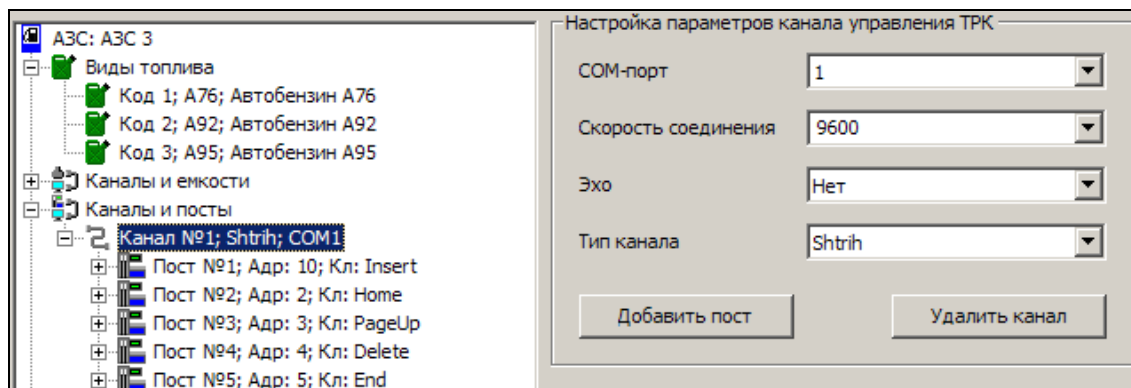 АЗС: АЗС 3
Виды топлива
Код 1; А76; Автобензин А76
Код 2; А92; Автобензин А92
Код 3; А95; Автобензин А95
Каналы и емкости
Каналы и посты
Канал №1; Shtrih; COM1
Пост №1; Адр: 10; Кл: Insert
Пост №2; Адр: 2; Кл: Home
Пост №3; Адр: 3; Кл: PageUp
Пост №4; Адр: 4; Кл: Delete
Пост №5; Адр: 5; Кл: End
Настройка параметров канала управления ТРК
COM-порт 1
Скорость соединения 9600
Эхо Нет
Тип канала Shtrih
Добавить пост Удалить канал